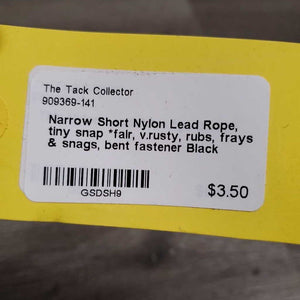 The Tack Collector
909369-141
Narrow Short Nylon Lead Rope,
tiny snap *fair, v.rusty, rubs, frays
& snags, bent fastener Black
GSDSH9
$3.50